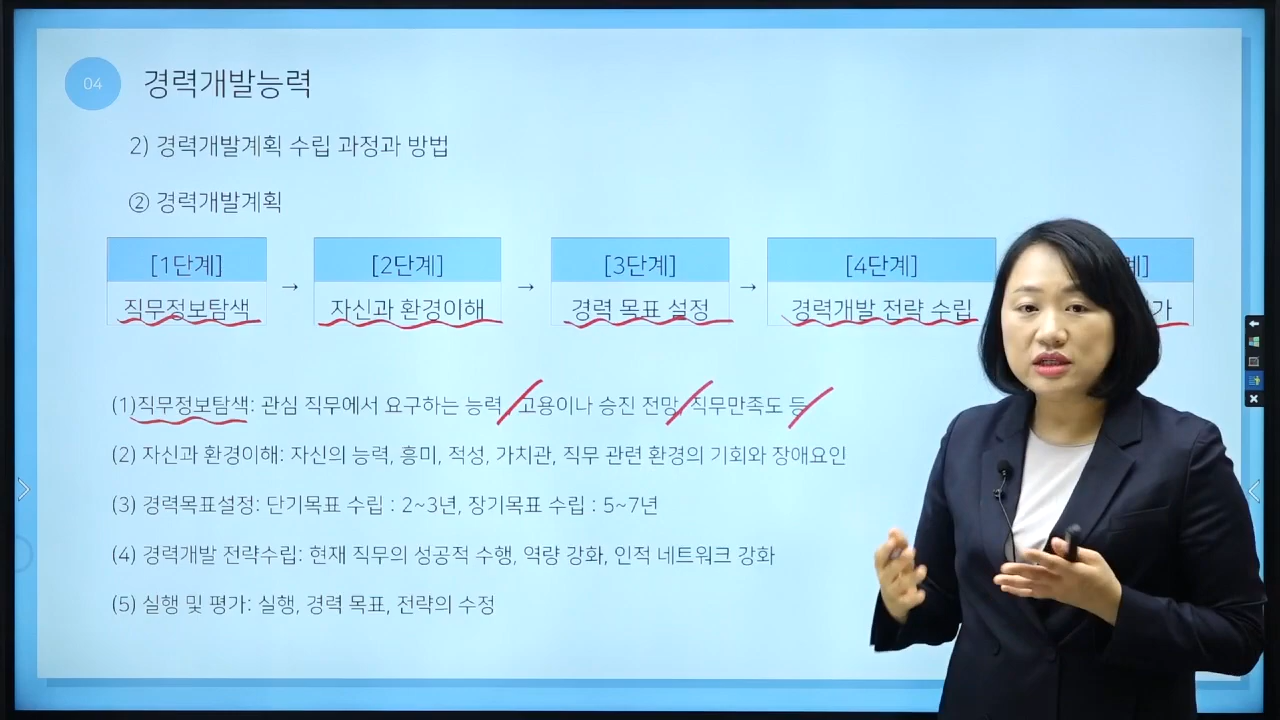 04 경력개발능력
2) 경력개발계획 수립 과정과 방법
② 경력개발계획
[1단계] [2단계] [3단계] [4단계]
직무정보탐색 → 자신과 환경이해 → 경력 목표 설정 → 경력개발 전략 수립
(1)직무정보탐색: 관심 직무에서 요구하는 능력, 고용이나 승진 전망, 직무만족도 등
(2) 자신과 환경이해: 자신의 능력, 흥미, 적성, 가치관, 직무 관련 환경의 기회와 장애요인
(3) 경력목표설정: 단기목표 수립 : 2~3년, 장기목표 수립 : 5~7년
(4) 경력개발 전략수립: 현재 직무의 성공적 수행, 역량 강화, 인적 네트워크 강화
(5) 실행 및 평가: 실행, 경력 목표, 전략의 수정